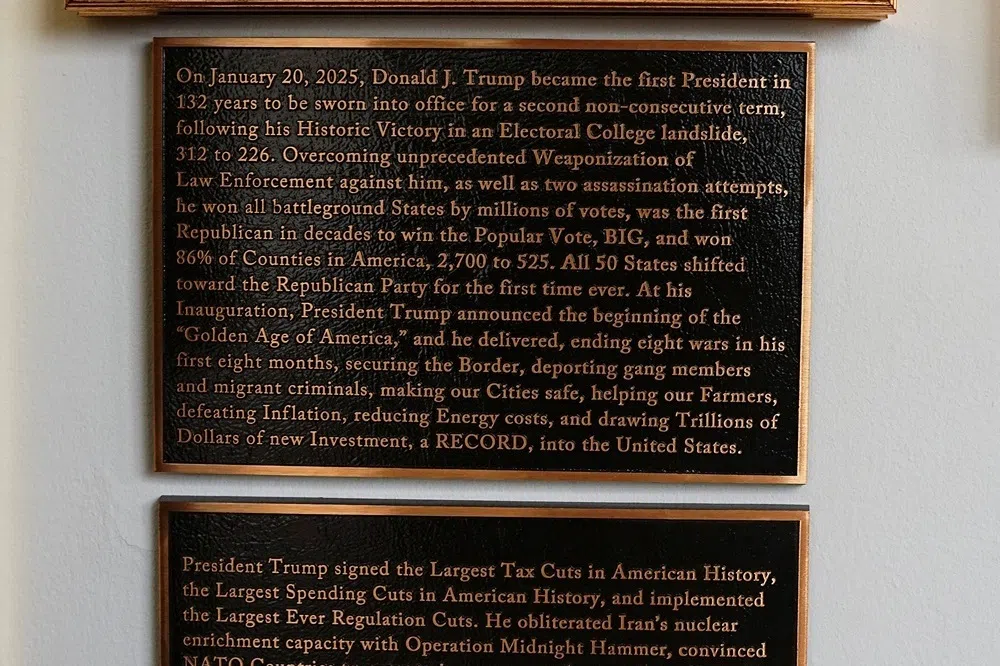 On January 20, 2025, Donald J. Trump became the first President in
132 years to be sworn into office for a second non-consecutive term,
following his Historic Victory in an Electoral College landslide,
312 to 226. Overcoming unprecedented Weaponization of
Law Enforcement against him, as well as two assassination attempts,
he won all battleground States by millions of votes, was the first
Republican in decades to win the Popular Vote, BIG, and won
86% of Counties in America, 2,700 to 525. All 50 States shifted
toward the Republican Party for the first time ever. At his
Inauguration, President Trump announced the beginning of the
“Golden Age of America,” and he delivered, ending eight wars in his
first eight months, securing the Border, deporting gang members
and migrant criminals, making our Cities safe, helping our Farmers,
defeating Inflation, reducing Energy costs, and drawing Trillions of
Dollars of new Investment, a RECORD, into the United States.
President Trump signed the Largest Tax Cuts in American History,
the Largest Spending Cuts in American History, and implemented
the Largest Ever Regulation Cuts. He obliterated Iran's nuclear
enrichment capacity with Operation Midnight Hammer, convinced
NATO Countries